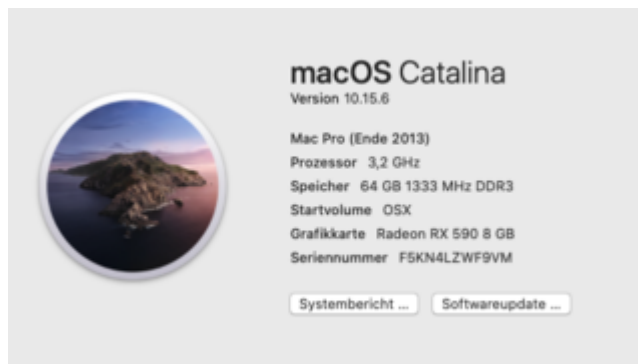 macOS Catalina
Version 10.15.6
Mac Pro (Ende 2013)
Prozessor 3,2 GHz
Speicher 64 GB 1333 MHz DDR3
Startvolume OSX
Grafikkarte Radeon RX 590 8 GB
Seriennummer F5KN4LZWF9VM
Systembericht ... Softwareupdate ...